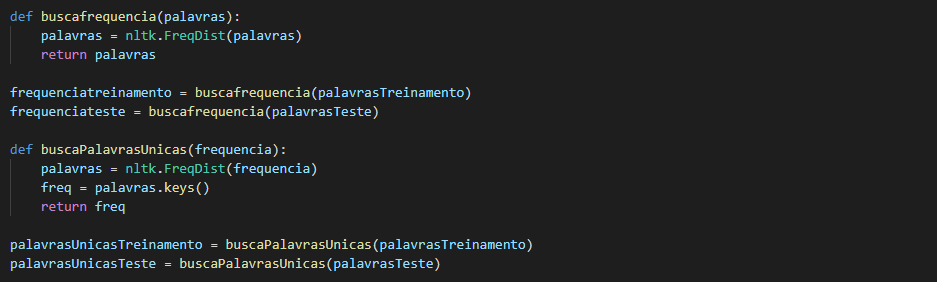 def buscafrequencia(palavras):
    palavras = nltk.FreqDist(palavras)
    return palavras
frequenciatreinamento = buscafrequencia(palavrasTreinamento)
frequenciateste = buscafrequencia(palavrasTeste)
def buscaPalavrasUnicas(frequencia):
    palavras = nltk.FreqDist(frequencia)
    freq = palavras.keys()
    return freq
palavrasUnicasTreinamento = buscaPalavrasUnicas(palavrasTreinamento)
palavrasUnicasTeste = buscaPalavrasUnicas(palavrasTeste)